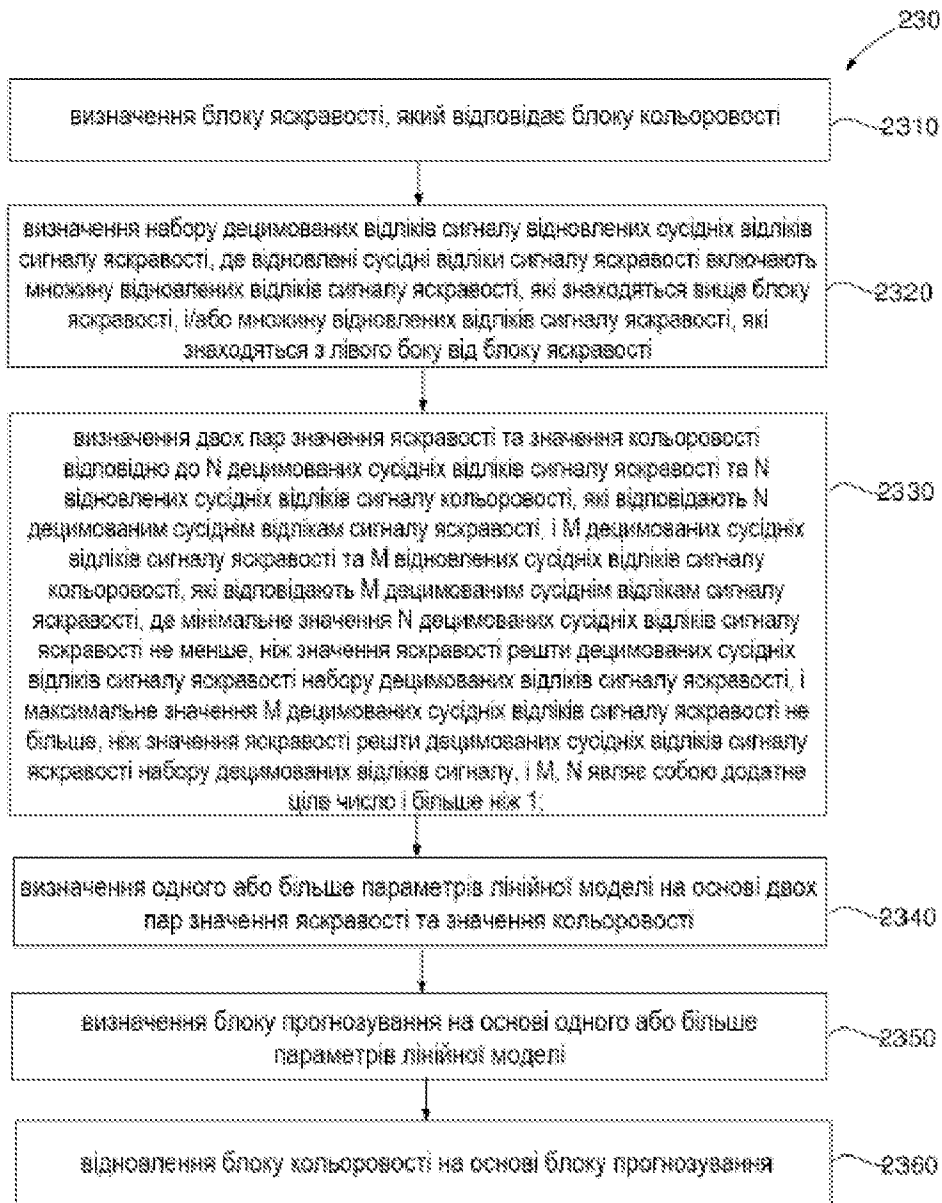 230
визначення блоку яскравості, який відповідає блоку кольоровості
2310
визначення набору децимованих відліків сигналу відновлених сусідніх відліків
сигналу яскравості, де відновлені сусідні відліки сигналу яскравості включають
множину відновлених відліків сигналу яскравості, які знаходяться вище блоку
яскравості, і/або множину відновлених відліків сигналу яскравості, які
знаходяться з лівого боку від блоку яскравості
2320
визначення двох пар значення яскравості та значення кольоровості
відповідно до N децимованих сусідніх відліків сигналу яскравості та N
відновлених сусідніх відліків сигналу кольоровості, які відповідають N
децимованим сусіднім відлікам сигналу яскравості, і M децимованих сусідніх
відліків сигналу яскравості та M відновлених сусідніх відліків сигналу
кольоровості, які відповідають M децимованим сусіднім відлікам сигналу
яскравості, де мінімальне значення N децимованих сусідніх відліків сигналу
яскравості не менше, ніж значення яскравості решти децимованих сусідніх
відліків сигналу яскравості набору децимованих відліків сигналу яскравості, і
максимальне значення M децимованих сусідніх відліків сигналу яскравості не
більше, ніж значення яскравості решти децимованих сусідніх відліків сигналу
яскравості набору децимованих відліків сигналу, і M, N являє собою додатне
ціле число і більше ніж 1;
2330
визначення одного або більше параметрів лінійної моделі на основі двох
пар значення яскравості та значення кольоровості
2340
визначення блоку прогнозування на основі одного або більше
параметрів лінійної моделі
2350
відновлення блоку кольоровості на основі блоку прогнозування
2360